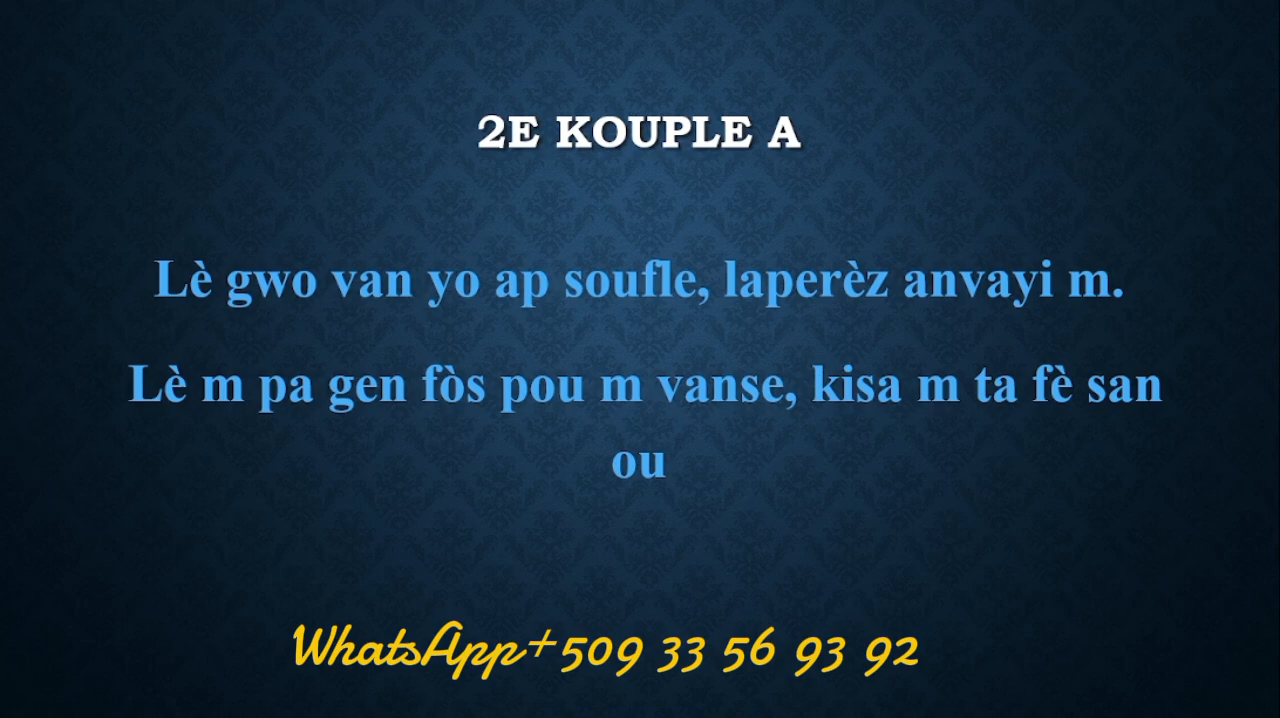 2E KOUPLE A
Lè gwo van yo ap soufle, laperèz anvayi m.
Lè m pa gen fòs pou m vanse, kisa m ta fè san
ou
WhatsApp+509 33 56 93 92